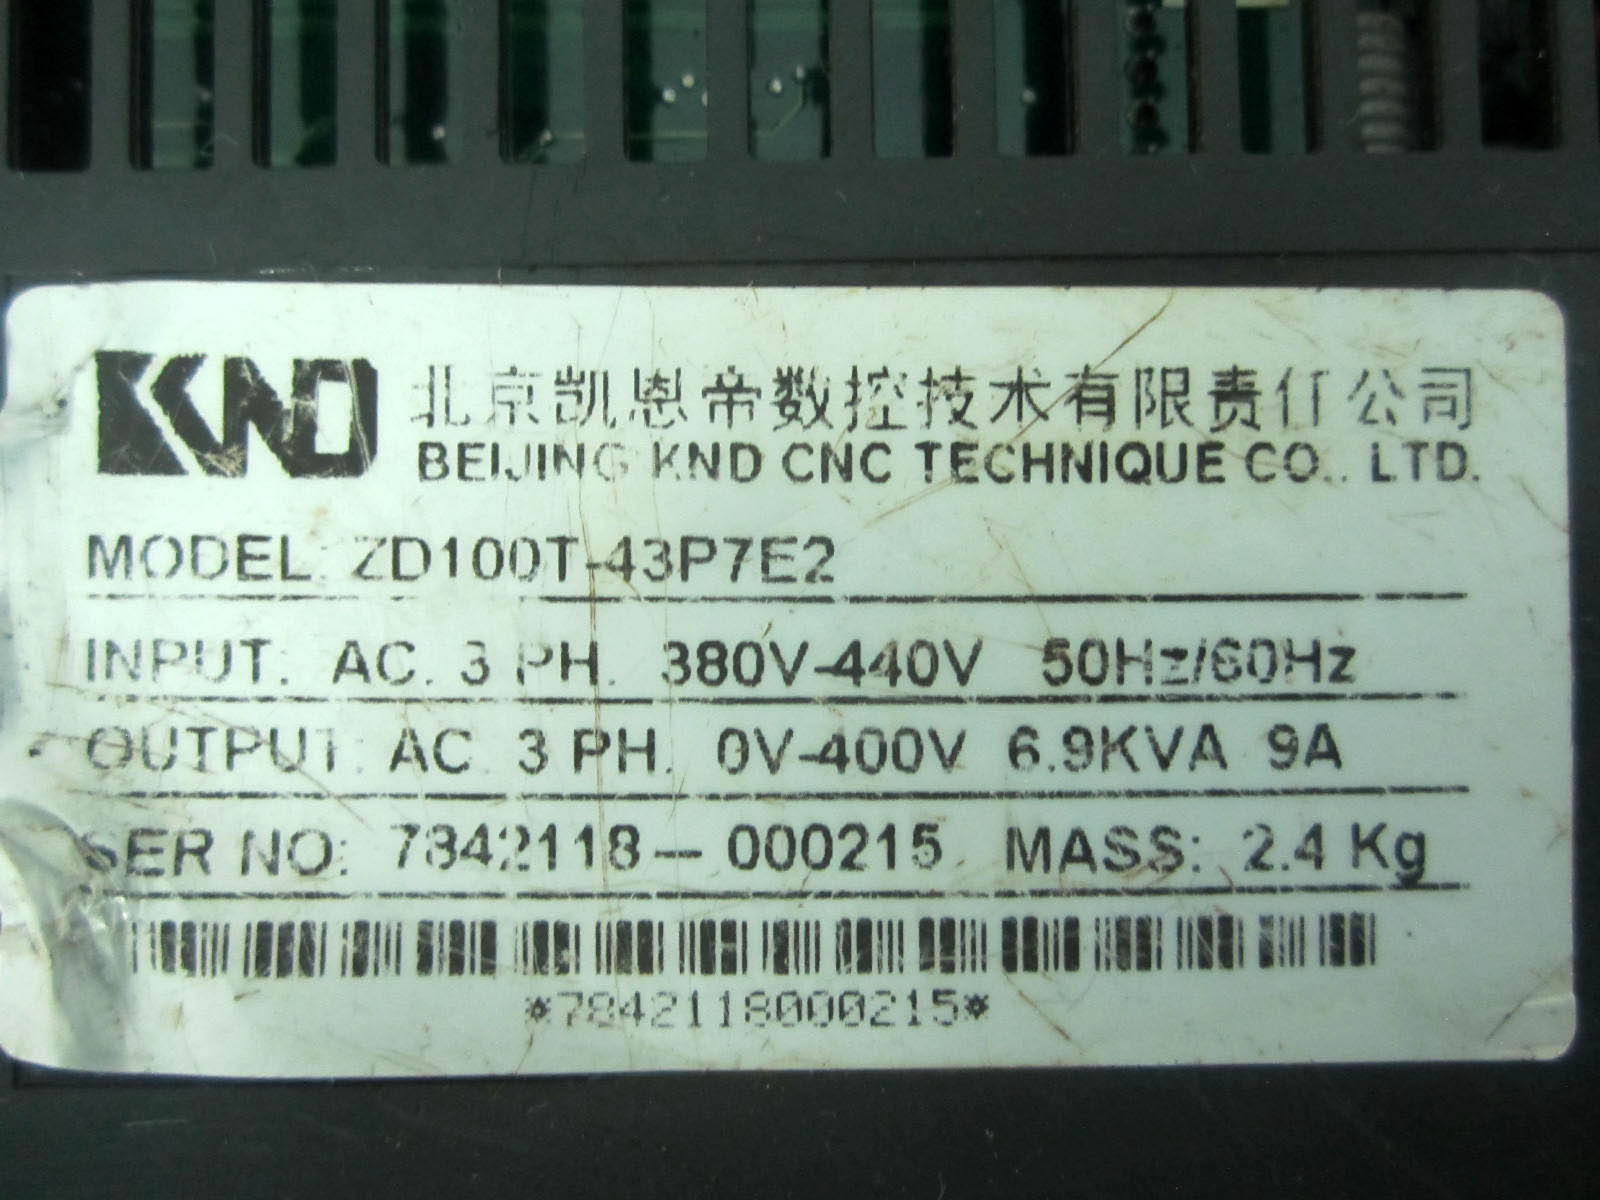 KND 北京凯恩帝数控技术有限责任公司
BEIJING KND CNC TECHNIQUE CO., LTD.
MODEL: ZD100T-43P7E2
INPUT: AC. 3 PH. 380V-440V 50Hz/60Hz
OUTPUT: AC 3 PH. 0V-400V 6.9KVA 9A
SER NO: 7842118-000215 MASS: 2.4 Kg
*7842118000215*